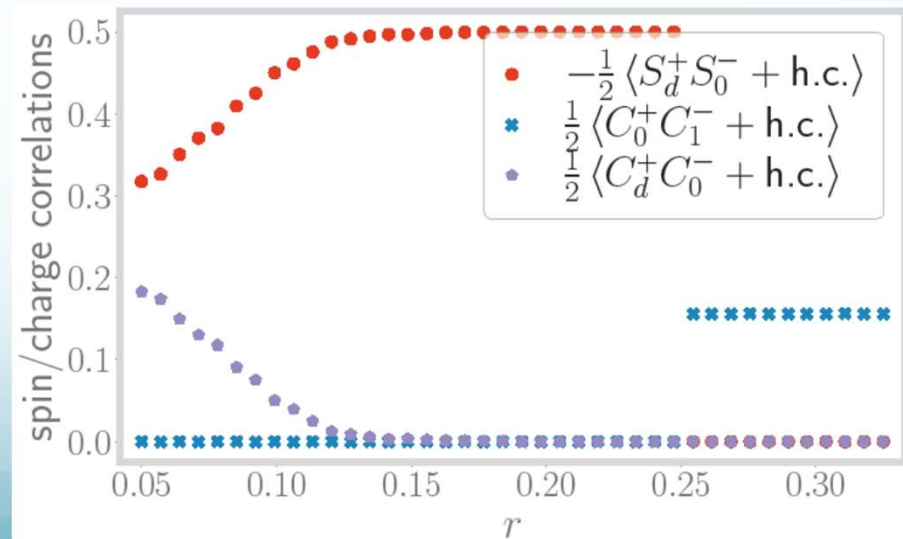 spin/charge correlations
0.5
0.4
0.3
0.2
0.1
0.0
−½ ⟨S_d^+ S_0^− + h.c.⟩
½ ⟨C_0^+ C_1^− + h.c.⟩
½ ⟨C_d^+ C_0^− + h.c.⟩
0.05 0.10 0.15 0.20 0.25 0.30
r